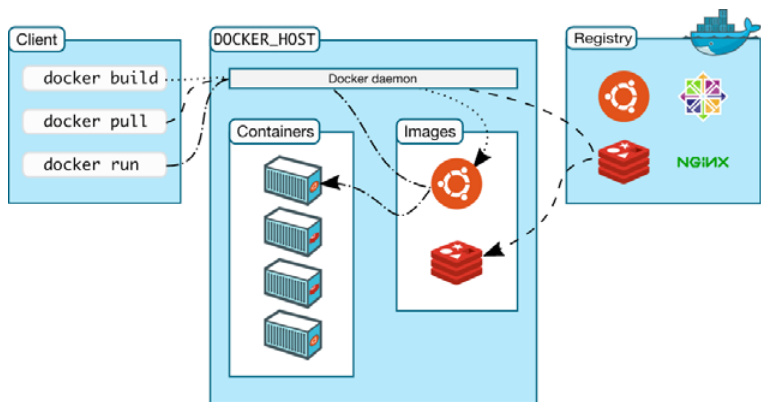 Client
docker build
docker pull
docker run
DOCKER_HOST
Docker daemon
Containers
Images
Registry
NGINX